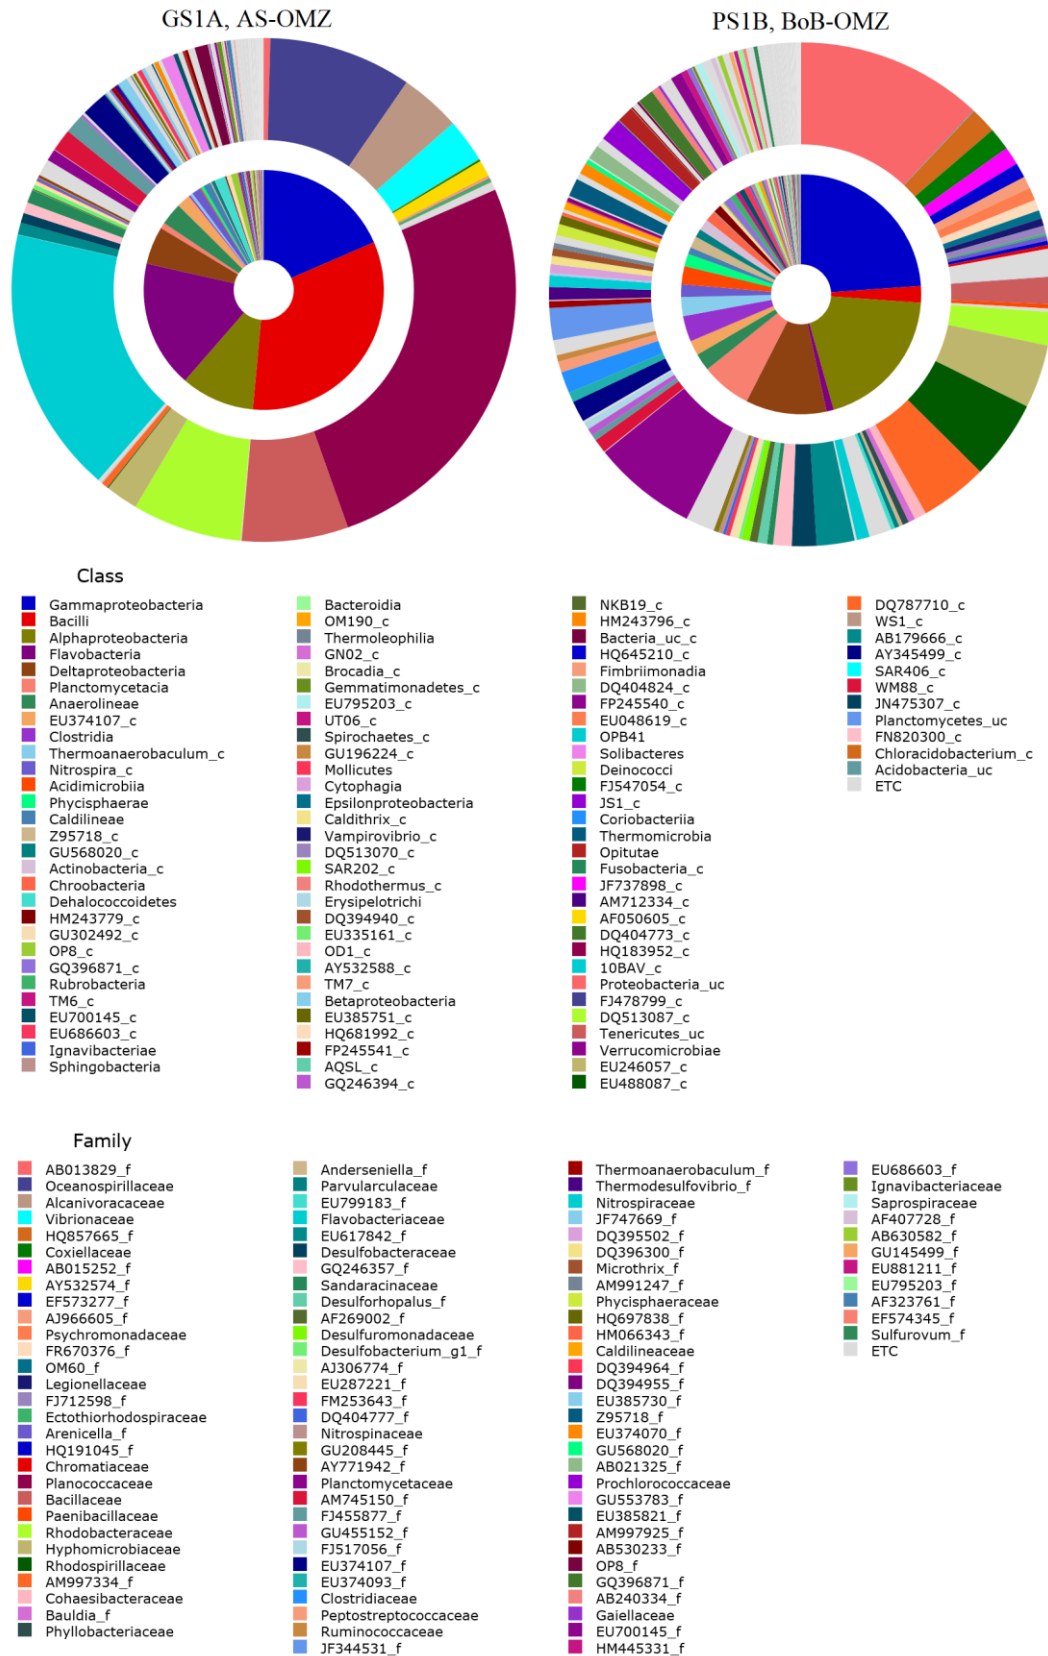 GS1A, AS-OMZ
PS1B, BoB-OMZ
Class
Gammaproteobacteria
Bacilli
Alphaproteobacteria
Flavobacteria
Deltaproteobacteria
Planctomycetacia
Anaerolineae
EU374107_c
Clostridia
Thermoanaerobaculum_c
Nitrospira_c
Acidimicrobiia
Phycisphaerae
Caldilineae
Z95718_c
GU568020_c
Actinobacteria_c
Chroobacteria
Dehalococcoidetes
HM243779_c
GU302492_c
OP8_c
GQ396871_c
Rubrobacteria
TM6_c
EU700145_c
EU686603_c
Ignavibacteriae
Sphingobacteria
Bacteroidia
OM190_c
Thermoleophilia
GN02_c
Brocadia_c
Gemmatimonadetes_c
EU795203_c
UT06_c
Spirochaetes_c
GU196224_c
Mollicutes
Cytophagia
Epsilonproteobacteria
Caldithrix_c
Vampirovibrio_c
DQ513070_c
SAR202_c
Rhodothermus_c
Erysipelotrichi
DQ394940_c
EU335161_c
OD1_c
AY532588_c
TM7_c
Betaproteobacteria
EU385751_c
HQ681992_c
FP245541_c
AQSL_c
GQ246394_c
NKB19_c
HM243796_c
Bacteria_uc_c
HQ645210_c
Fimbriimonadia
DQ404824_c
FP245540_c
EU048619_c
OPB41
Solibacteres
Deinococci
FJ547054_c
JS1_c
Coriobacteriia
Thermomicrobia
Opitutae
Fusobacteria_c
JF737898_c
AM712334_c
AF050605_c
DQ404773_c
HQ183952_c
10BAV_c
Proteobacteria_uc
FJ478799_c
DQ513087_c
Tenericutes_uc
Verrucomicrobiae
EU246057_c
EU488087_c
DQ787710_c
WS1_c
AB179666_c
AY345499_c
SAR406_c
WM88_c
JN475307_c
Planctomycetes_uc
FN820300_c
Chloracidobacterium_c
Acidobacteria_uc
ETC
Family
AB013829_f
Oceanospirillaceae
Alcanivoracaceae
Vibrionaceae
HQ857665_f
Coxiellaceae
AB015252_f
AY532574_f
EF573277_f
AJ966605_f
Psychromonadaceae
FR670376_f
OM60_f
Legionellaceae
FJ712598_f
Ectothiorhodospiraceae
Arenicella_f
HQ191045_f
Chromatiaceae
Planococcaceae
Bacillaceae
Paenibacillaceae
Rhodobacteraceae
Hyphomicrobiaceae
Rhodospirillaceae
AM997334_f
Cohaesibacteraceae
Bauldia_f
Phyllobacteriaceae
Anderseniella_f
Parvularculaceae
EU799183_f
Flavobacteriaceae
EU617842_f
Desulfobacteraceae
GQ246357_f
Sandaracinaceae
Desulforhopalus_f
AF269002_f
Desulfuromonadaceae
Desulfobacterium_g1_f
AJ306774_f
EU287221_f
FM253643_f
DQ404777_f
Nitrospinaceae
GU208445_f
AY771942_f
Planctomycetaceae
AM745150_f
FJ455877_f
GU455152_f
FJ517056_f
EU374107_f
EU374093_f
Clostridiaceae
Peptostreptococcaceae
Ruminococcaceae
JF344531_f
Thermoanaerobaculum_f
Thermodesulfovibrio_f
Nitrospiraceae
JF747669_f
DQ395502_f
DQ396300_f
Microthrix_f
AM991247_f
Phycisphaeraceae
HQ697838_f
HM066343_f
Caldilineaceae
DQ394964_f
DQ394955_f
EU385730_f
Z95718_f
EU374070_f
GU568020_f
AB021325_f
Prochlorococcaceae
GU553783_f
EU385821_f
AM997925_f
AB530233_f
OP8_f
GQ396871_f
AB240334_f
Gaiellaceae
EU700145_f
HM445331_f
EU686603_f
Ignavibacteriaceae
Saprospiraceae
AF407728_f
AB630582_f
GU145499_f
EU881211_f
EU795203_f
AF323761_f
EF574345_f
Sulfurovum_f
ETC